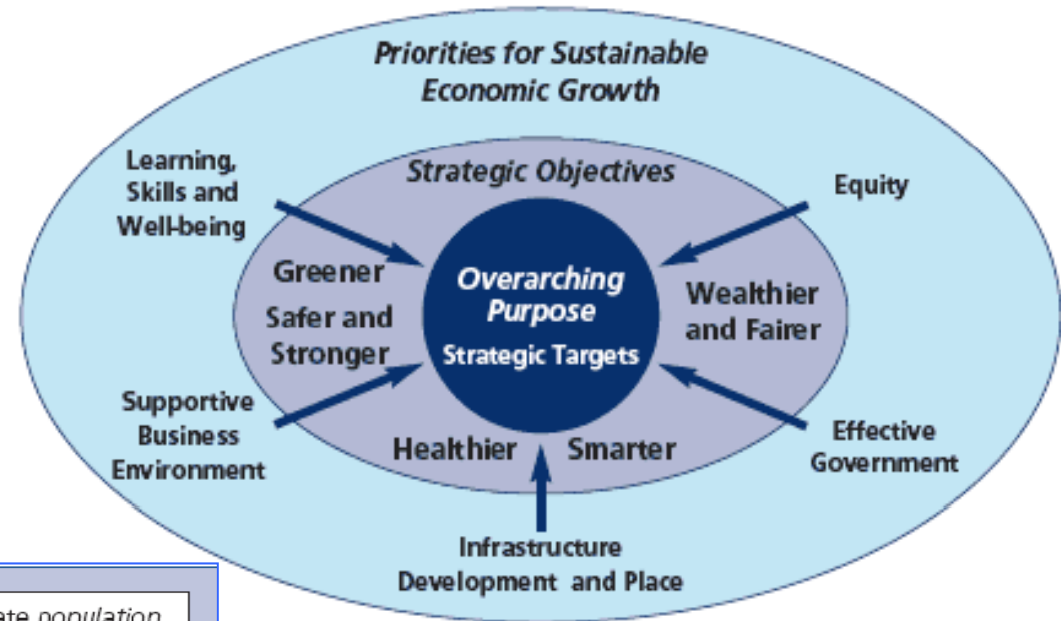 Priorities for Sustainable
Economic Growth
Learning,
Skills and
Well-being
Strategic Objectives
Equity
Greener
Safer and
Stronger
Overarching
Purpose
Strategic Targets
Wealthier
and Fairer
Supportive
Business
Environment
Healthier
Smarter
Effective
Government
Infrastructure
Development and Place
population